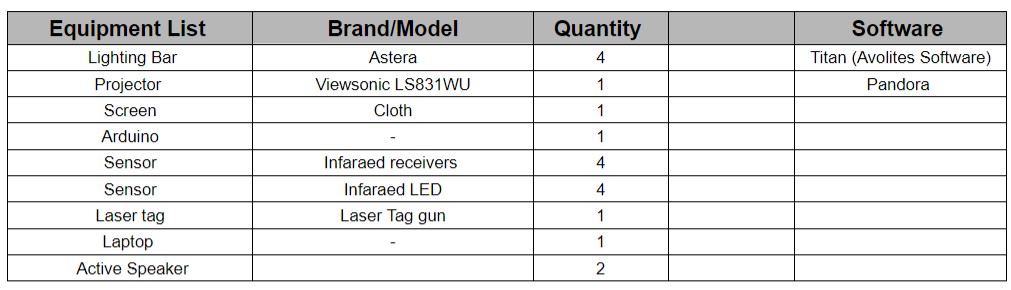 Equipment List Brand/Model Quantity Software
Lighting Bar Astera 4 Titan (Avolites Software)
Projector Viewsonic LS831WU 1 Pandora
Screen Cloth 1
Arduino - 1
Sensor Infaraed receivers 4
Sensor Infaraed LED 4
Laser tag Laser Tag gun 1
Laptop - 1
Active Speaker 2